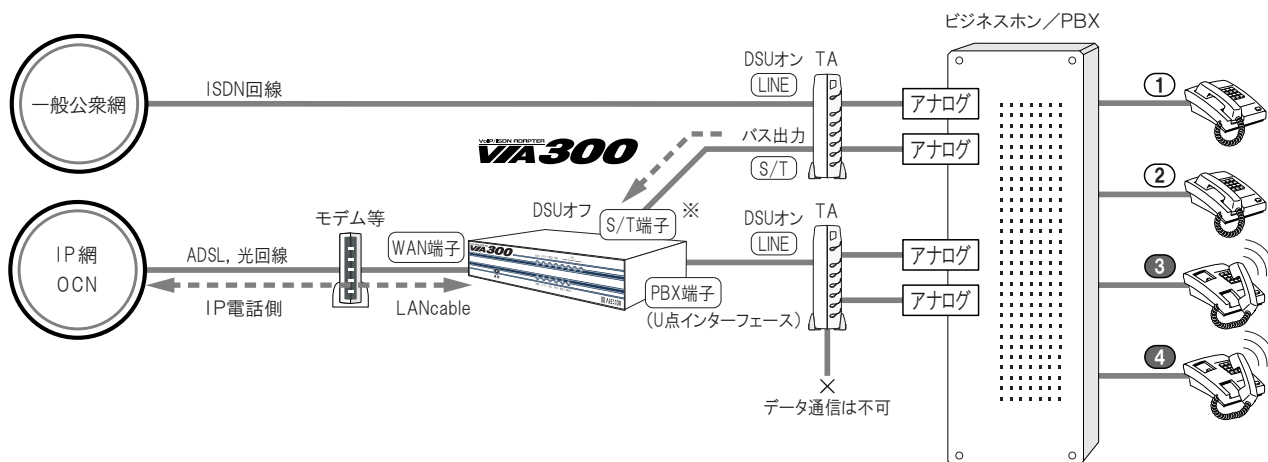 ビジネスホン／PBX
DSUオン TA
LINE
一般公衆網
ISDN回線
アナログ
1
VoIP/ISDN ADAPTER
VIA300
バス出力
S/T
アナログ
2
DSUオフ
S/T端子
※
DSUオン TA
LINE
モデム等
IP網
OCN
ADSL，光回線
WAN端子
VIA300
アナログ
3
IP電話側
LANcable
PBX端子
（U点インターフェース）
アナログ
4
×
データ通信は不可